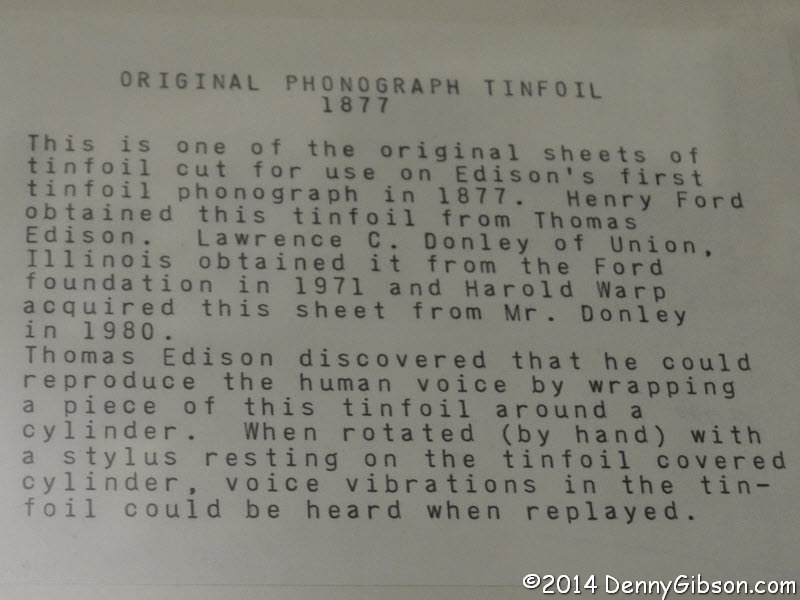 ORIGINAL PHONOGRAPH TINFOIL
1877
This is one of the original sheets of
tinfoil cut for use on Edison's first
tinfoil phonograph in 1877. Henry Ford
obtained this tinfoil from Thomas
Edison. Lawrence C. Donley of Union,
Illinois obtained it from the Ford
foundation in 1971 and Harold Warp
acquired this sheet from Mr. Donley
in 1980.
Thomas Edison discovered that he could
reproduce the human voice by wrapping
a piece of this tinfoil around a
cylinder. When rotated (by hand) with
a stylus resting on the tinfoil covered
cylinder, voice vibrations in the tin-
foil could be heard when replayed.
©2014 DennyGibson.com